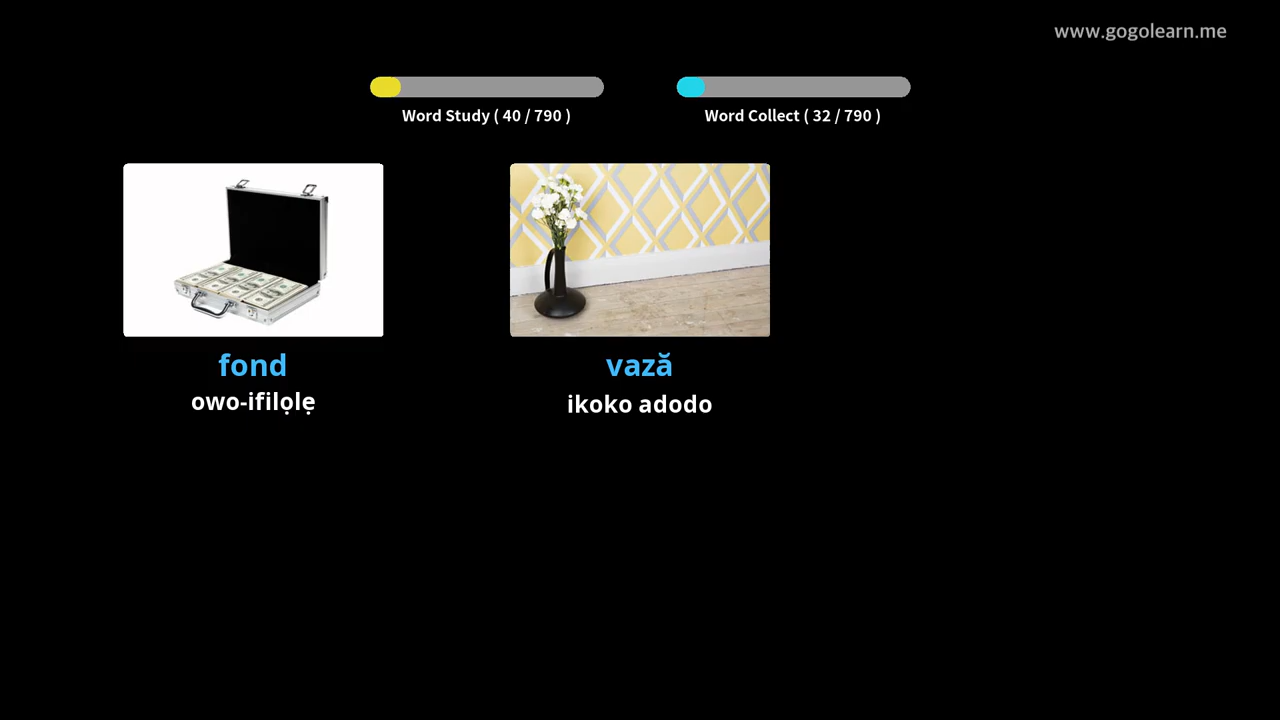 www.gogolearn.me
Word Study ( 40 / 790 )
Word Collect ( 32 / 790 )
fond
owo-ifilọlẹ
vază
ikoko adodo